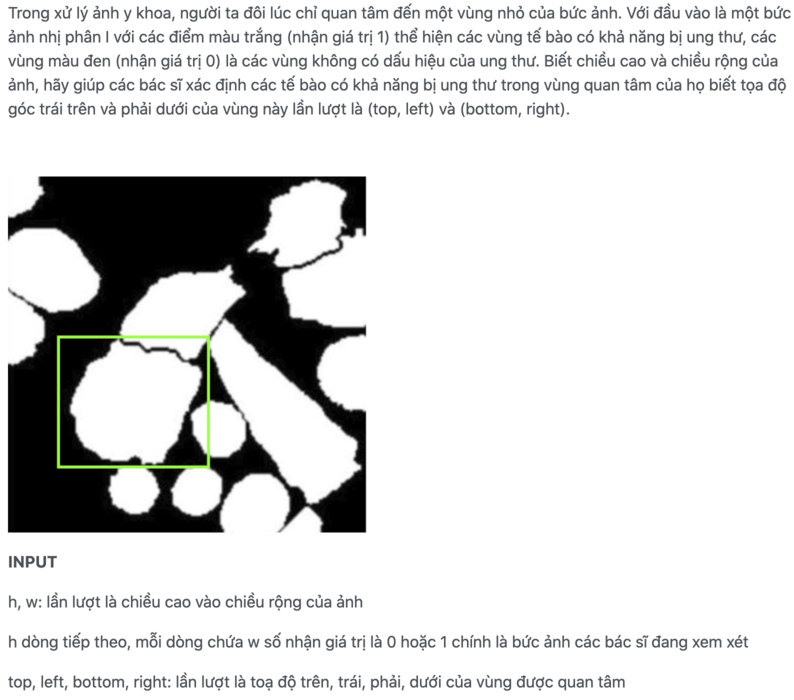 Trong xử lý ảnh y khoa, người ta đôi lúc chỉ quan tâm đến một vùng nhỏ của bức ảnh. Với đầu vào là một bức
ảnh nhị phân I với các điểm màu trắng (nhận giá trị 1) thể hiện các vùng tế bào có khả năng bị ung thư, các
vùng màu đen (nhận giá trị 0) là các vùng không có dấu hiệu của ung thư. Biết chiều cao và chiều rộng của
ảnh, hãy giúp các bác sĩ xác định các tế bào có khả năng bị ung thư trong vùng quan tâm của họ biết tọa độ
góc trái trên và phải dưới của vùng này lần lượt là (top, left) và (bottom, right).
INPUT
h, w: lần lượt là chiều cao vào chiều rộng của ảnh
h dòng tiếp theo, mỗi dòng chứa w số nhận giá trị là 0 hoặc 1 chính là bức ảnh các bác sĩ đang xem xét
top, left, bottom, right: lần lượt là toạ độ trên, trái, phải, dưới của vùng được quan tâm